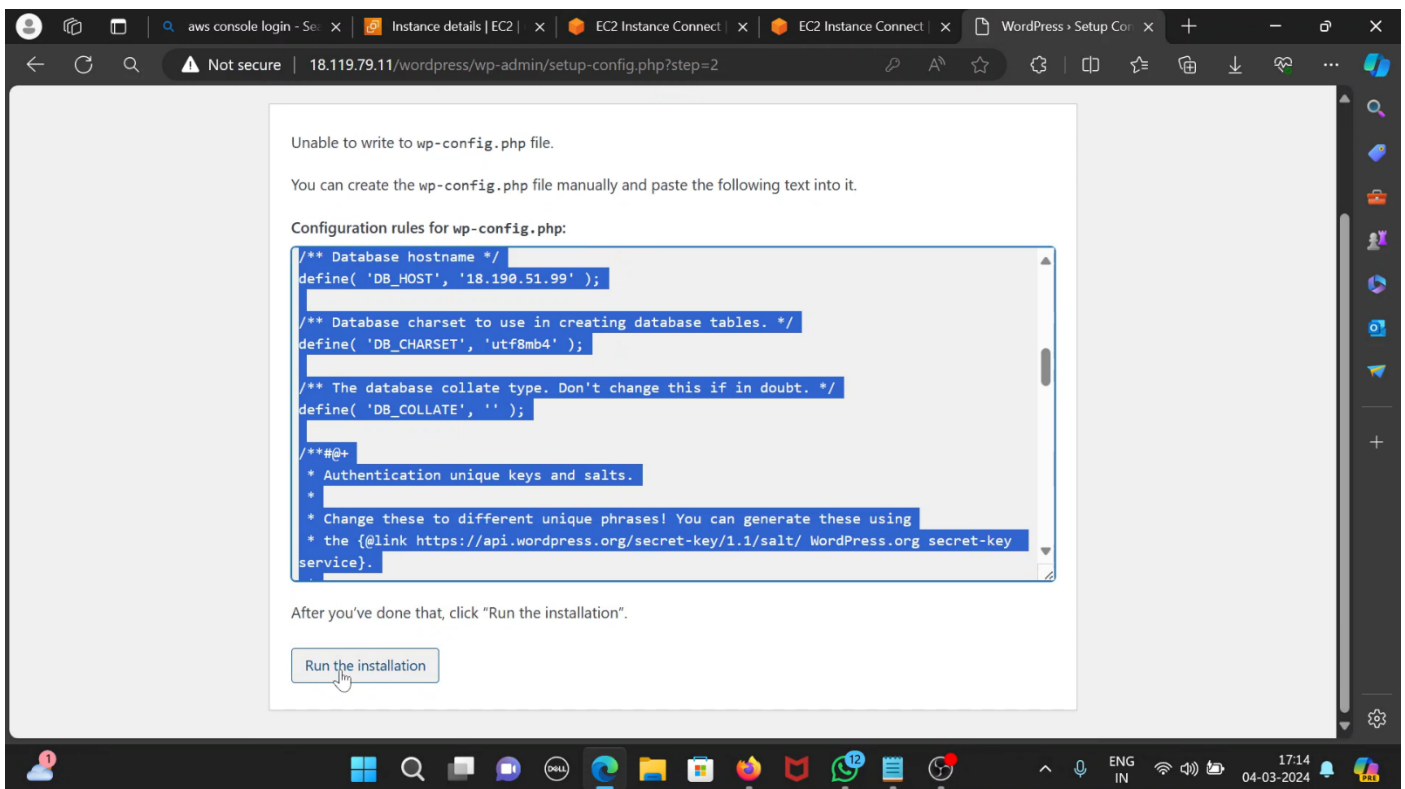 aws console login - Se
Instance details | EC2 |
EC2 Instance Connect |
EC2 Instance Connect |
WordPress › Setup Con
Not secure | 18.119.79.11/wordpress/wp-admin/setup-config.php?step=2
Unable to write to wp-config.php file.
You can create the wp-config.php file manually and paste the following text into it.
Configuration rules for wp-config.php:
/** Database hostname */
define( 'DB_HOST', '18.190.51.99' );
/** Database charset to use in creating database tables. */
define( 'DB_CHARSET', 'utf8mb4' );
/** The database collate type. Don't change this if in doubt. */
define( 'DB_COLLATE', '' );
/**#@+
* Authentication unique keys and salts.
*
* Change these to different unique phrases! You can generate these using
* the {@link https://api.wordpress.org/secret-key/1.1/salt/ WordPress.org secret-key
service}.
After you've done that, click “Run the installation”.
Run the installation
1
DELL
12
ENG
IN
17:14
04-03-2024
PRE